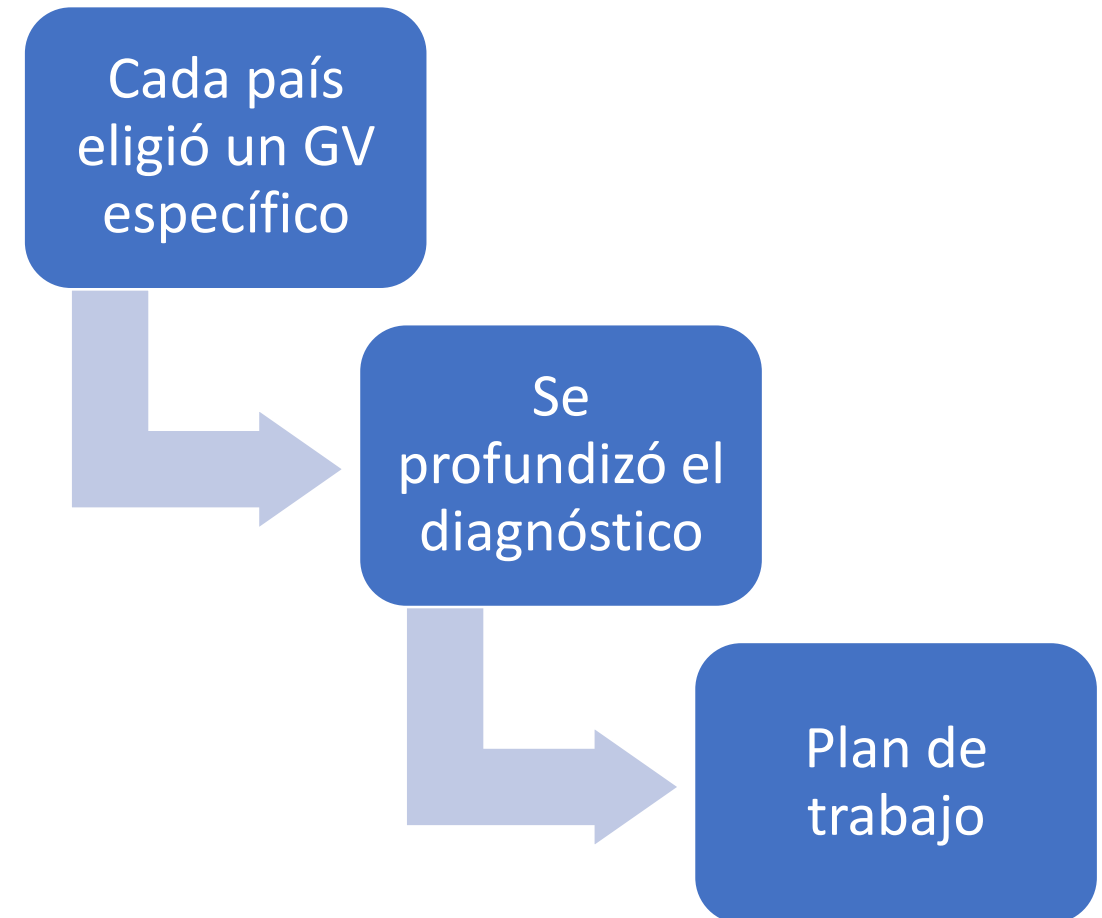 Cada país
eligió un GV
específico
Se
profundizó el
diagnóstico
Plan de
trabajo